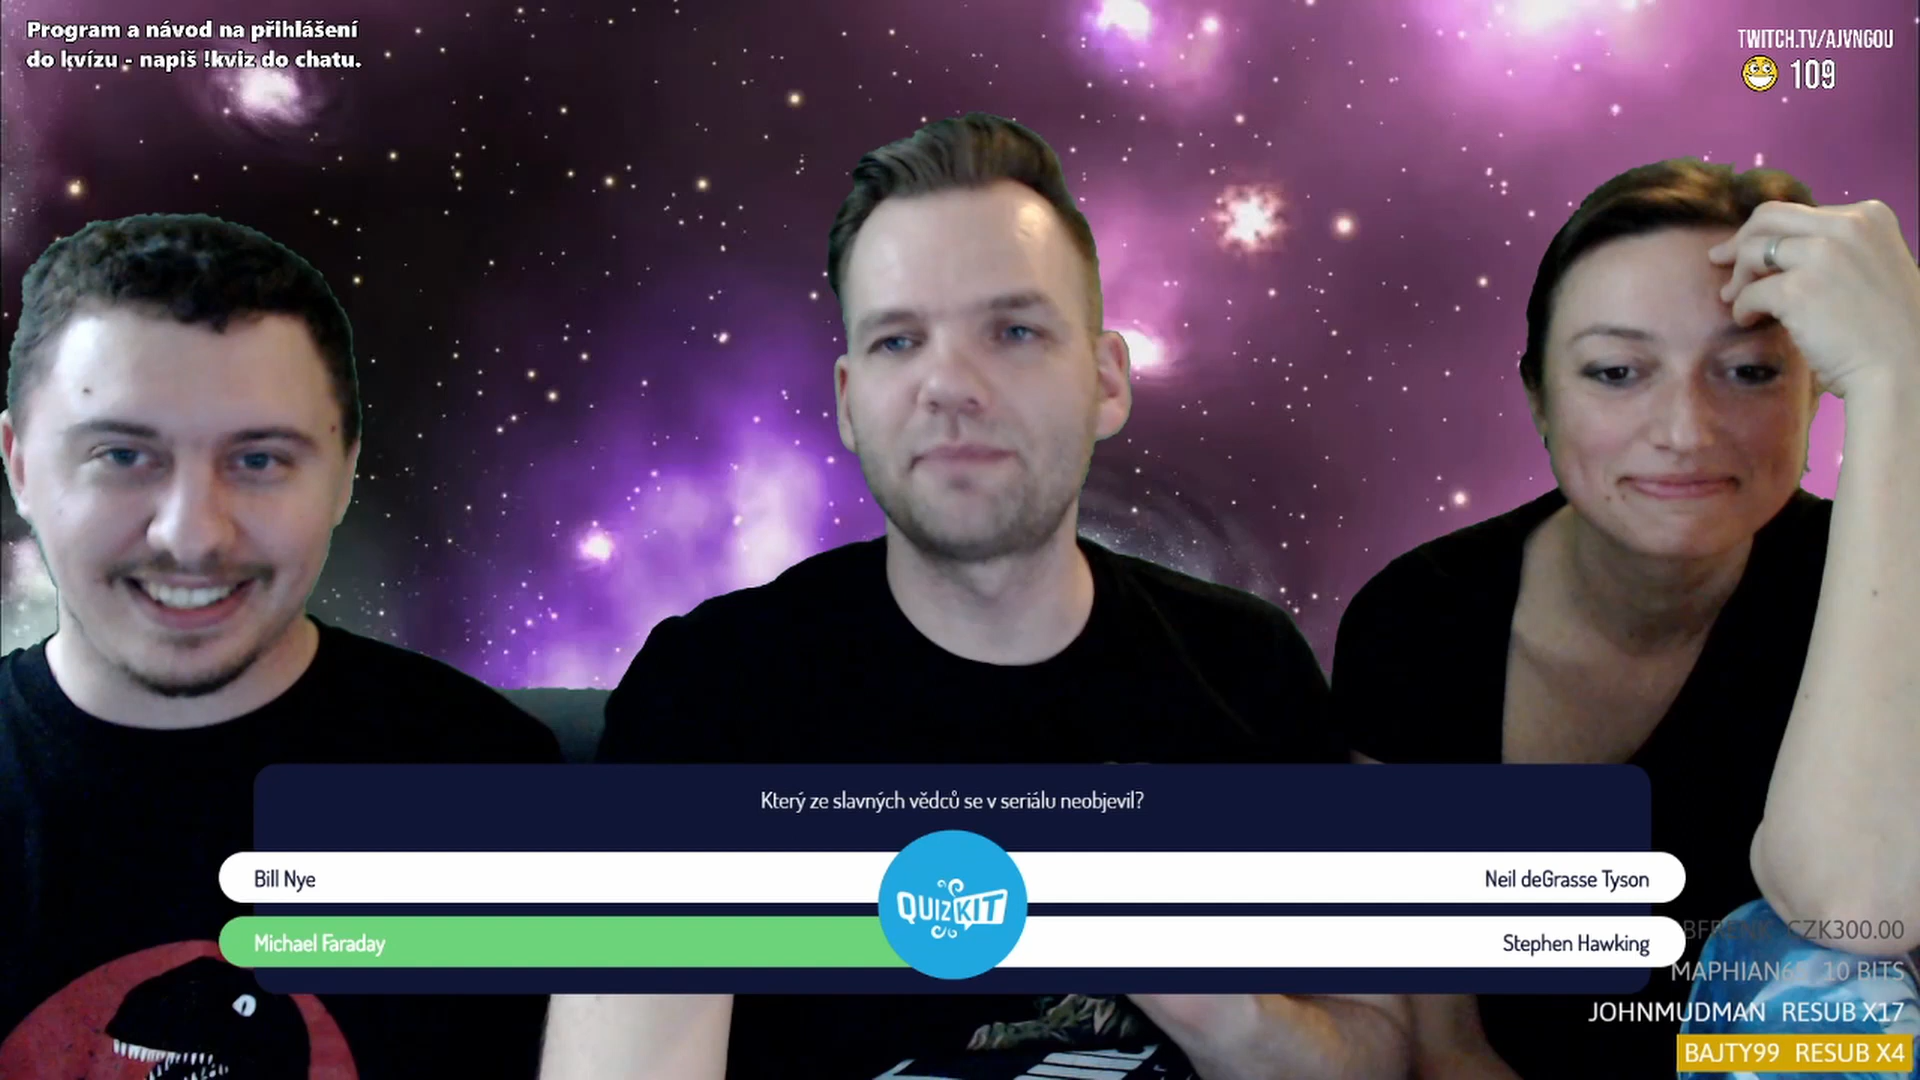 Program a návod na přihlášení
do kvízu - napiš !kviz do chatu.
TWITCH.TV/AJVNGOU
109
Který ze slavných vědců se v seriálu neobjevil?
Bill Nye
Neil deGrasse Tyson
QUIZKIT
Michael Faraday
Stephen Hawking
CZK300.00
10 BITS
JOHNMUDMAN RESUB X17
BAJTY99 RESUB X4